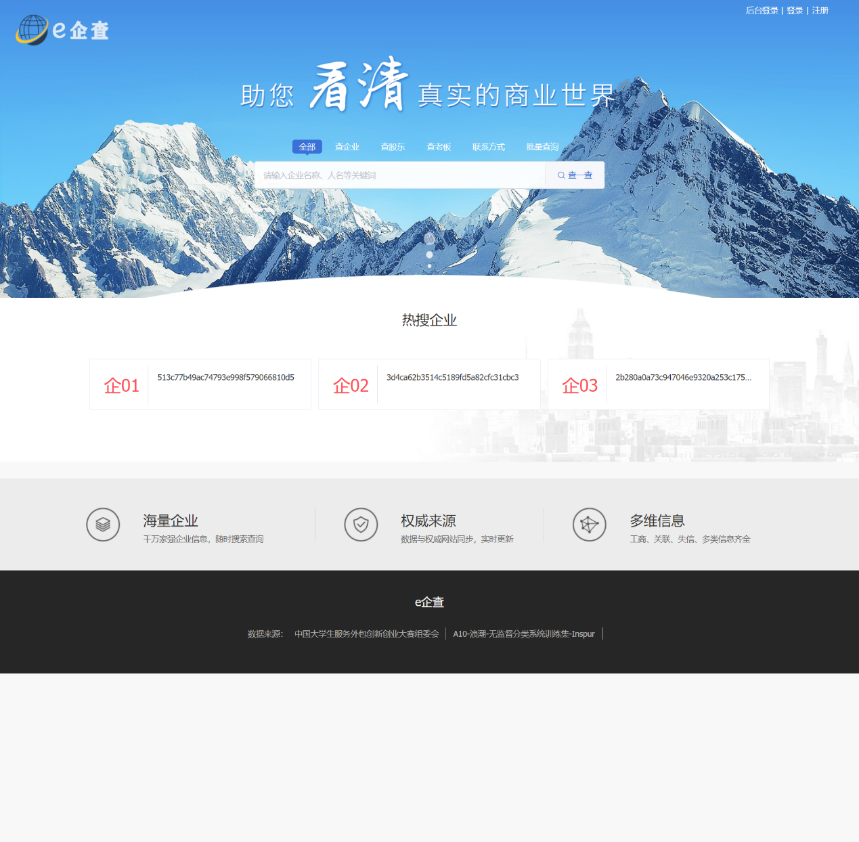 后台登录 | 登录 | 注册
e企查
助您 看清 真实的商业世界
全部 查企业 查股东 查老板 联系方式 批量查询
请输入企业名称、人名等关键词 查一查
热搜企业
企01 513c77b49ac74793e998f579066810d5
企02 3d4ca62b3514c5189fd5a82cfc31cbc3
企03 2b280a0a73c947046e9320a253c175...
海量企业
千万家强企业信息，随时搜索查阅
权威来源
数据与权威网站同步，实时更新
多维信息
工商、关联、失信、多类信息齐全
e企查
数据来源： 中国大学生服务外包创新创业大赛组委会 | A10-浪潮-无监督分类系统训练集-Inspur |